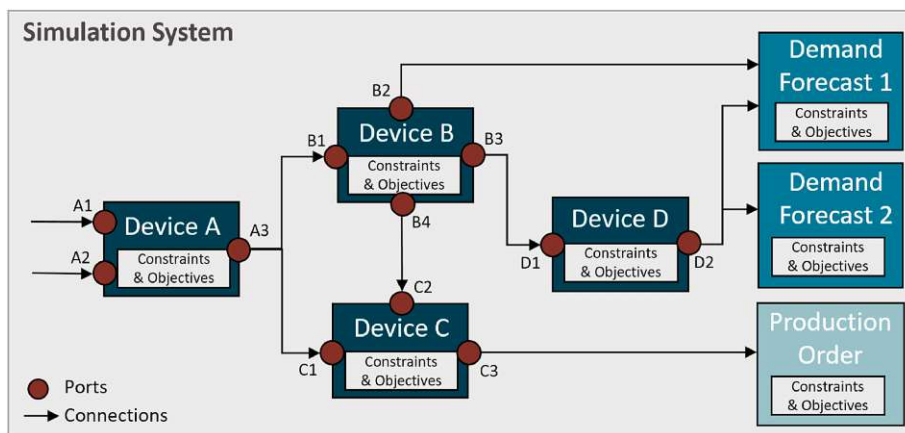 Simulation System
Demand
Forecast 1
Constraints
& Objectives
B2
Device B
B1
B3
Constraints
& Objectives
Demand
Forecast 2
Constraints
& Objectives
A1
Device A
A3
B4
Device D
A2
Constraints
& Objectives
Constraints
& Objectives
D1
D2
C2
Device C
Production
Order
Constraints
& Objectives
C1
C3
Constraints
& Objectives
Ports
Connections